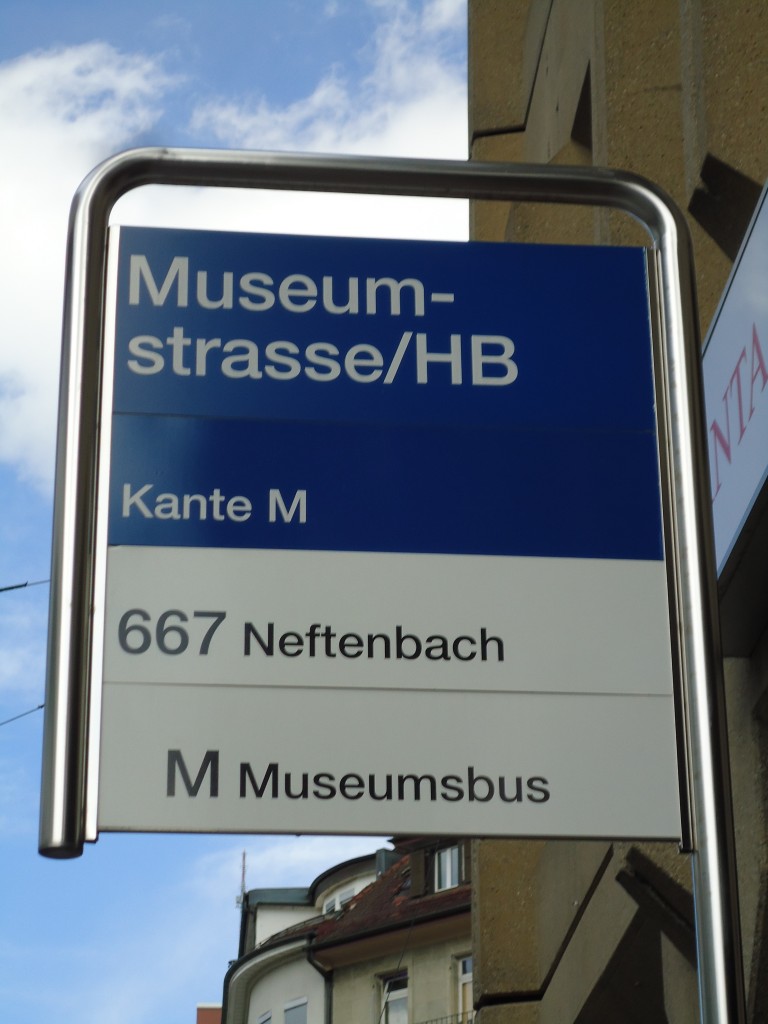 Museum-
strasse/HB
Kante M
667 Neftenbach
M Museumsbus